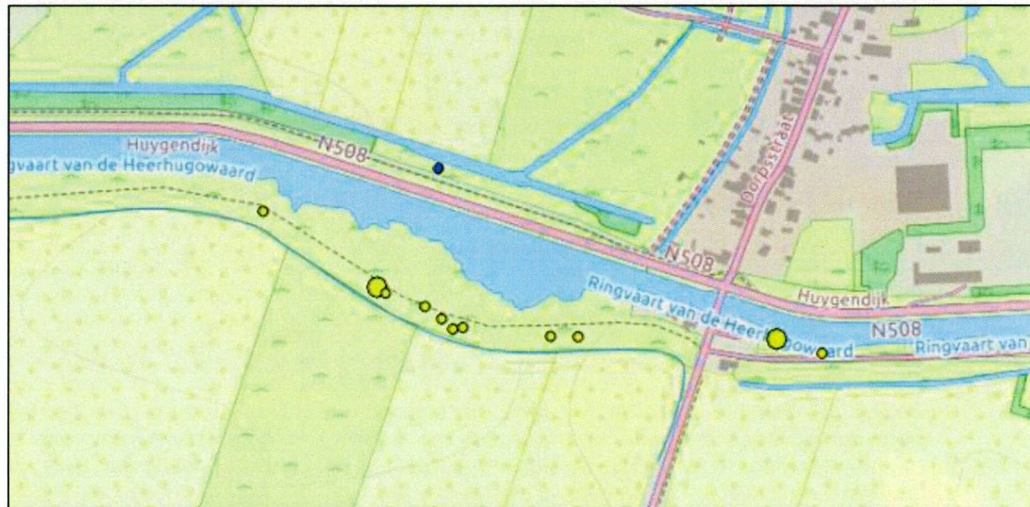 N508
Huygendijk
gvaart van de Heerhugowaard
Dorpsstraat
N508
Ringvaart van de Heerhugowaard
Huygendijk
N508
Ringvaart van